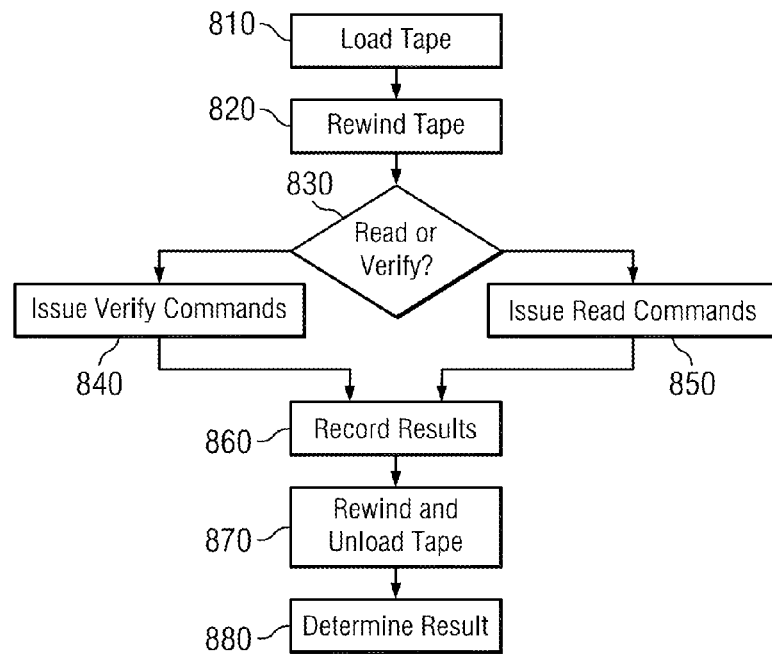 810
Load Tape
820
Rewind Tape
830
Read or
Verify?
Issue Verify Commands
Issue Read Commands
840
850
860
Record Results
870
Rewind and
Unload Tape
880
Determine Result